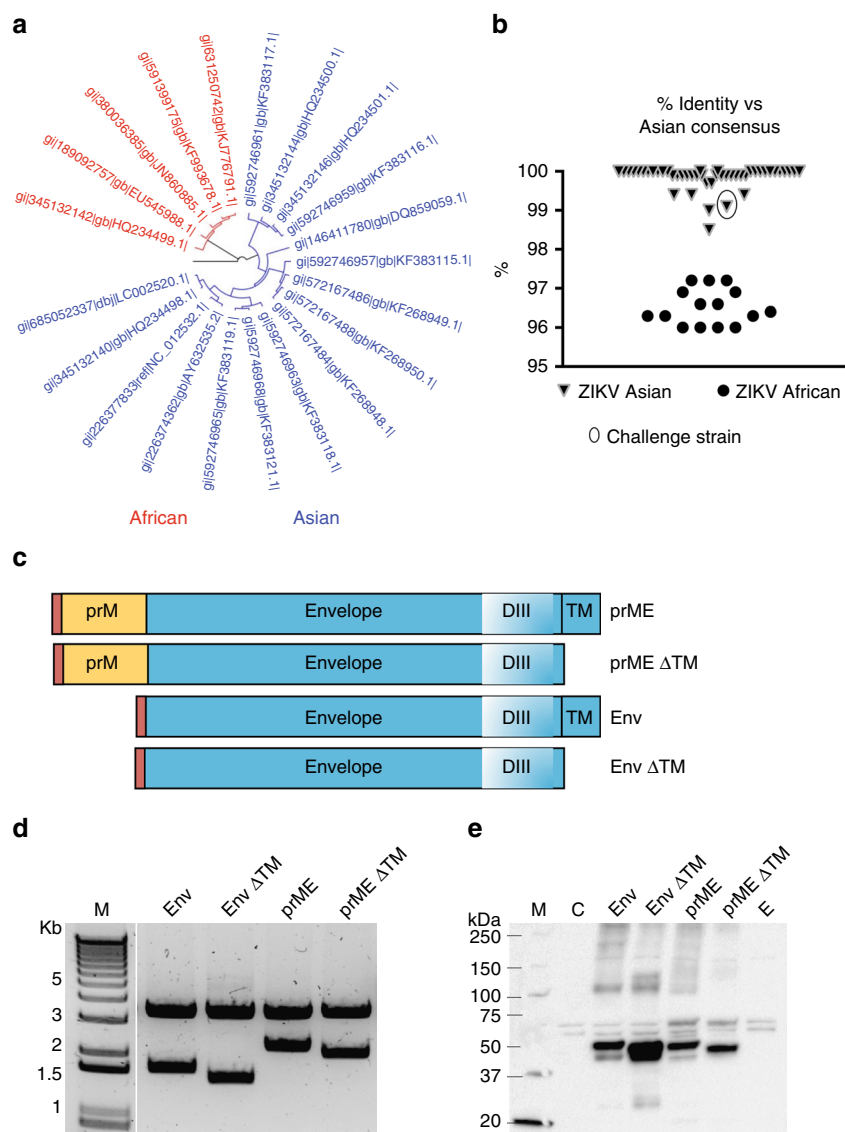 a
gi|345132142|gb|HQ234499.1|
gi|189092757|gb|EU545988.1|
gi|380036385|gb|JN860885.1|
gi|591399175|gb|KF993678.1|
gi|631250742|gb|KJ776791.1|
gi|592746961|gb|KF383117.1|
gi|345132144|gb|HQ234500.1|
gi|345132146|gb|HQ234501.1|
gi|592746959|gb|KF383116.1|
gi|146411780|gb|DQ859059.1|
gi|592746957|gb|KF383115.1|
gi|572167486|gb|KF268949.1|
gi|572167488|gb|KF268950.1|
gi|572167484|gb|KF268948.1|
gi|592746963|gb|KF383118.1|
gi|592746968|gb|KF383121.1|
gi|592746965|gb|KF383119.1|
gi|226374362|gb|AY632535.2|
gi|226377833|ref|NC_012532.1|
gi|345132140|gb|HQ234498.1|
gi|685052337|dbj|LC002520.1|
African
Asian
b
% Identity vs
Asian consensus
100
99
98
97
96
95
%
ZIKV Asian
ZIKV African
Challenge strain
c
prM
Envelope
DIII
TM
prME
prM
Envelope
DIII
prME ΔTM
Envelope
DIII
TM
Env
Envelope
DIII
Env ΔTM
d
M
Env
Env ΔTM
prME
prME ΔTM
Kb
5
3
2
1.5
1
e
M
C
Env
Env ΔTM
prME
prME ΔTM
E
kDa
250
150
100
75
50
37
20